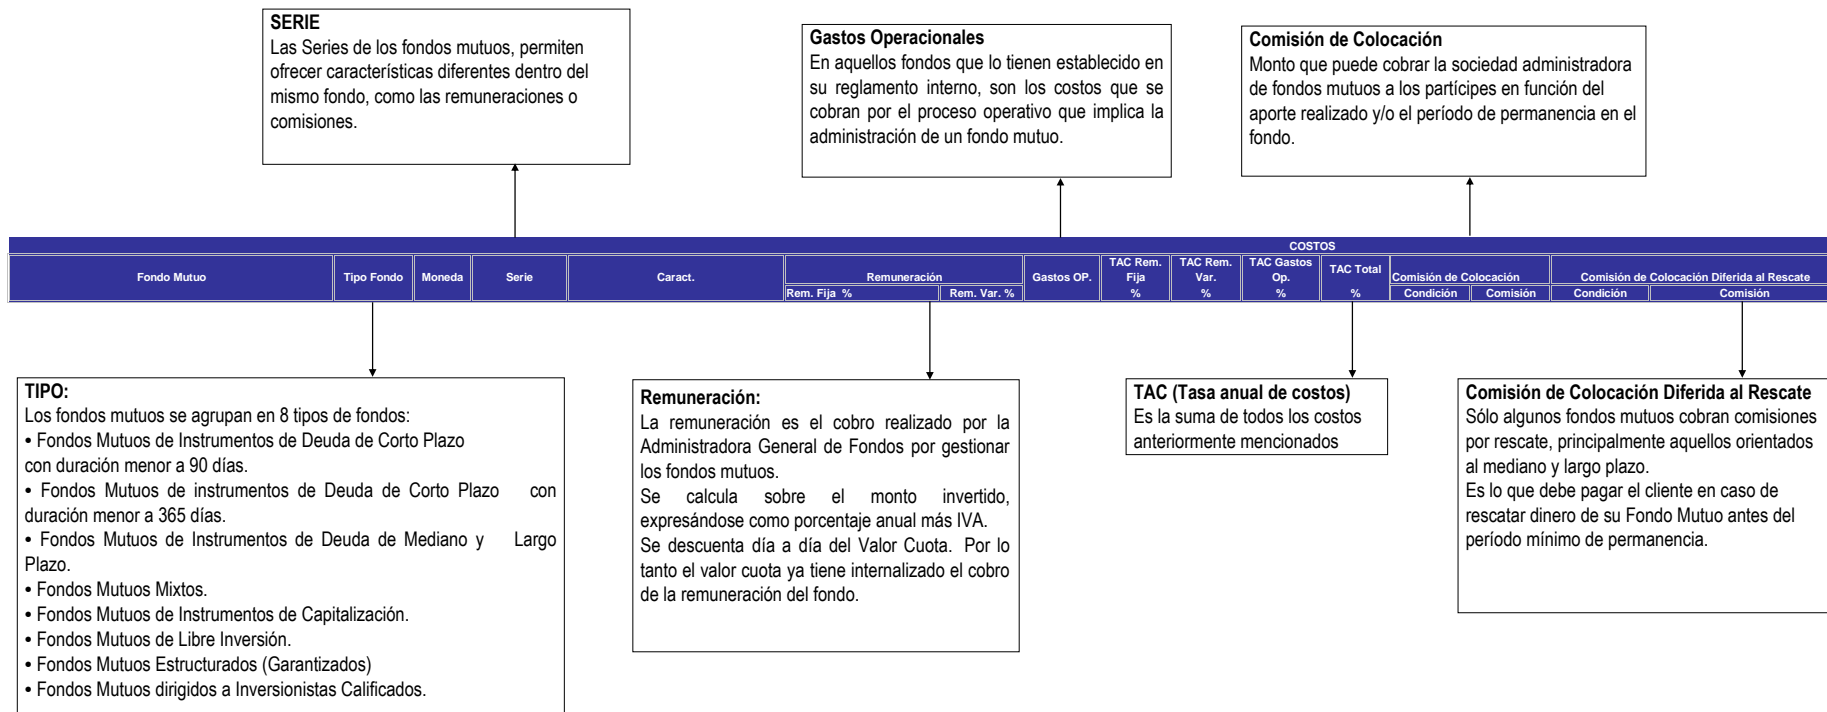 SERIE
Las Series de los fondos mutuos, permiten
ofrecer características diferentes dentro del
mismo fondo, como las remuneraciones o
comisiones.
Gastos Operacionales
En aquellos fondos que lo tienen establecido en
su reglamento interno, son los costos que se
cobran por el proceso operativo que implica la
administración de un fondo mutuo.
Comisión de Colocación
Monto que puede cobrar la sociedad administradora
de fondos mutuos a los partícipes en función del
aporte realizado y/o el período de permanencia en el
fondo.
COSTOS
Fondo Mutuo
Tipo Fondo
Moneda
Serie
Caract.
Remuneración
Rem. Fija %
Rem. Var. %
Gastos OP.
TAC Rem.
Fija
%
TAC Rem.
Var.
%
TAC Gastos
Op.
%
TAC Total
%
Comisión de Colocación
Condición
Comisión
Comisión de Colocación Diferida al Rescate
Condición
Comisión
TIPO:
Los fondos mutuos se agrupan en 8 tipos de fondos:
• Fondos Mutuos de Instrumentos de Deuda de Corto Plazo
con duración menor a 90 días.
• Fondos Mutuos de instrumentos de Deuda de Corto Plazo con
duración menor a 365 días.
• Fondos Mutuos de Instrumentos de Deuda de Mediano y Largo
Plazo.
• Fondos Mutuos Mixtos.
• Fondos Mutuos de Instrumentos de Capitalización.
• Fondos Mutuos de Libre Inversión.
• Fondos Mutuos Estructurados (Garantizados)
• Fondos Mutuos dirigidos a Inversionistas Calificados.
Remuneración:
La remuneración es el cobro realizado por la
Administradora General de Fondos por gestionar
los fondos mutuos.
Se calcula sobre el monto invertido,
expresándose como porcentaje anual más IVA.
Se descuenta día a día del Valor Cuota. Por lo
tanto el valor cuota ya tiene internalizado el cobro
de la remuneración del fondo.
TAC (Tasa anual de costos)
Es la suma de todos los costos
anteriormente mencionados
Comisión de Colocación Diferida al Rescate
Sólo algunos fondos mutuos cobran comisiones
por rescate, principalmente aquellos orientados
al mediano y largo plazo.
Es lo que debe pagar el cliente en caso de
rescatar dinero de su Fondo Mutuo antes del
período mínimo de permanencia.